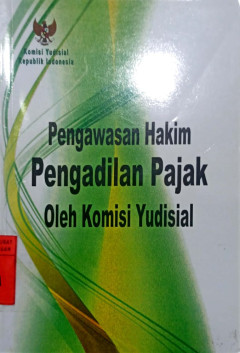 Komisi Yudisial
Republik Indonesia
Pengawasan Hakim
Pengadilan Pajak
Oleh Komisi Yudisial